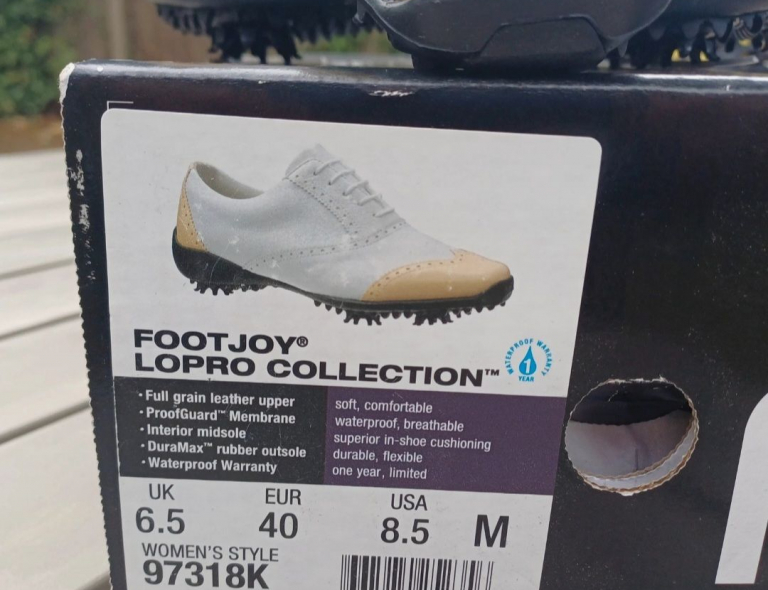 FOOTJOY®
LOPRO COLLECTION™
WATERPROOF WARRANTY
1
YEAR
• Full grain leather upper
• ProofGuard™ Membrane
• Interior midsole
• DuraMax™ rubber outsole
• Waterproof Warranty
soft, comfortable
waterproof, breathable
superior in-shoe cushioning
durable, flexible
one year, limited
UK EUR USA
6.5 40 8.5 M
WOMEN'S STYLE
97318K